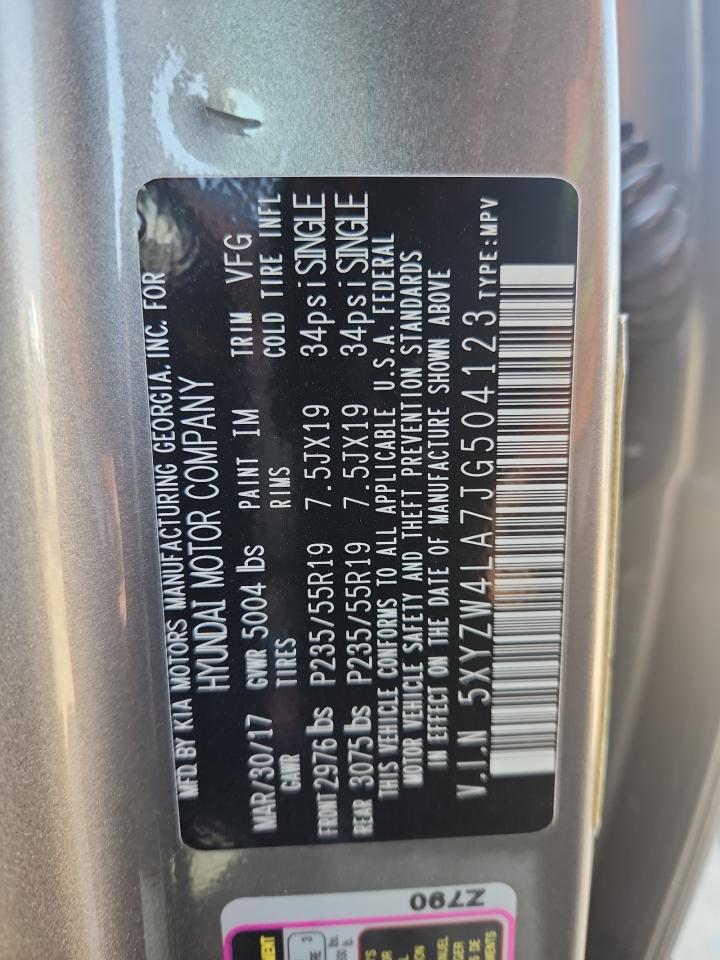 MFD.BY KIA MOTORS MANUFACTURING GEORGIA.INC. FOR
HYUNDAI MOTOR COMPANY
MAR/30/17 GVWR 5004 lbs PAINT IM TRIM VFG
GAWR TIRES RIMS COLD TIRE INFL
FRONT 2976 lbs P235/55R19 7.5JX19 34psi SINGLE
REAR 3075 lbs P235/55R19 7.5JX19 34psi SINGLE
THIS VEHICLE CONFORMS TO ALL APPLICABLE U.S.A. FEDERAL
MOTOR VEHICLE SAFETY AND THEFT PREVENTION STANDARDS
IN EFFECT ON THE DATE OF MANUFACTURE SHOWN ABOVE
V.I.N 5XYZW4LA7JG504123 TYPE:MPV
Z790